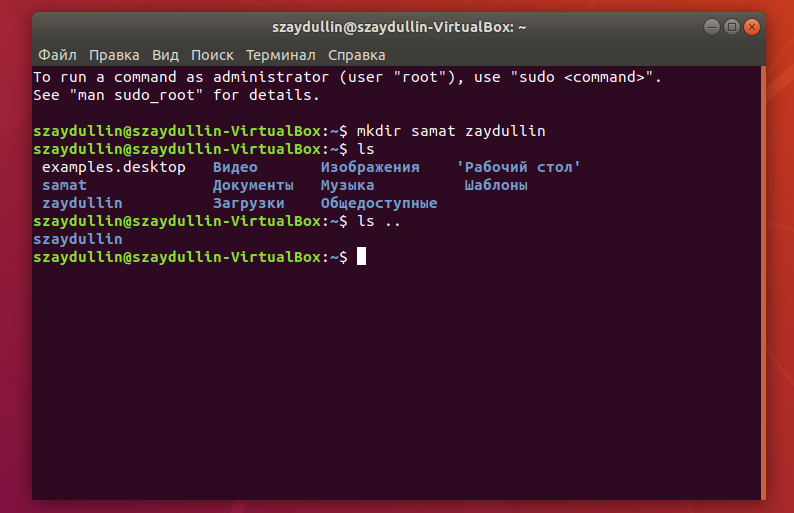 szaydullin@szaydullin-VirtualBox: ~
Файл Правка Вид Поиск Терминал Справка
To run a command as administrator (user "root"), use "sudo <command>".
See "man sudo_root" for details.
szaydullin@szaydullin-VirtualBox:~$ mkdir samat zaydullin
szaydullin@szaydullin-VirtualBox:~$ ls
examples.desktop Видео Изображения 'Рабочий стол'
samat Документы Музыка Шаблоны
zaydullin Загрузки Общедоступные
szaydullin@szaydullin-VirtualBox:~$ ls ..
szaydullin
szaydullin@szaydullin-VirtualBox:~$